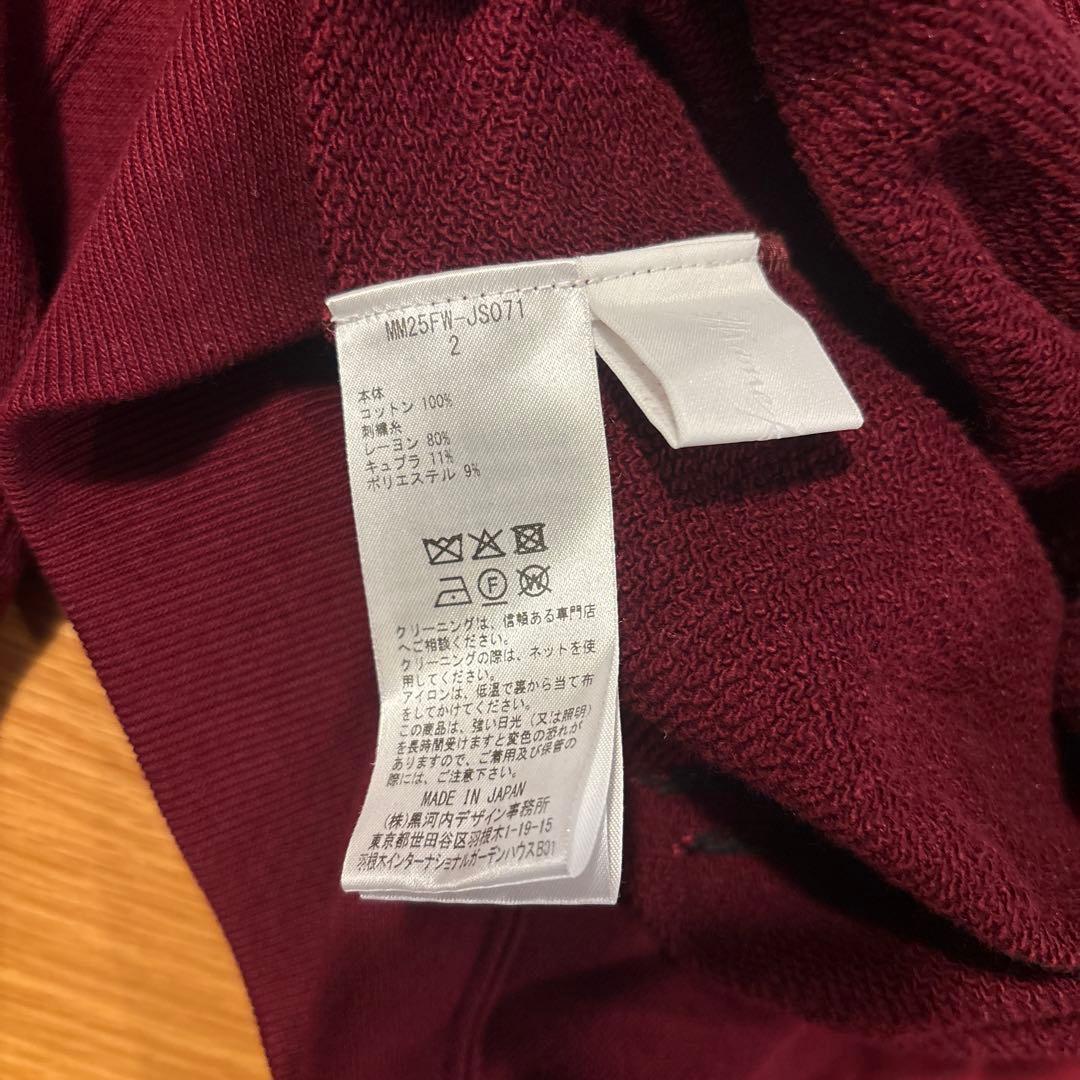 MM25FW-JS071
2
本体
コットン 100%
刺繍糸
レーヨン 80%
キュプラ 11%
ポリエステル 9%
F
W
クリーニングは、信頼ある専門店
へご相談ください。
クリーニングの際は、ネットを使
用してください。
アイロンは、低温で裏から当て布
をしてかけてください。
この商品は、強い日光(又は照明)
を長時間受けますと変色の恐れが
ありますので、ご着用及び保管の
際には、ご注意下さい。
MADE IN JAPAN
(株)黒河内デザイン事務所
東京都世田谷区羽根木1-19-15
羽根木インターナショナルガーデンハウスB01